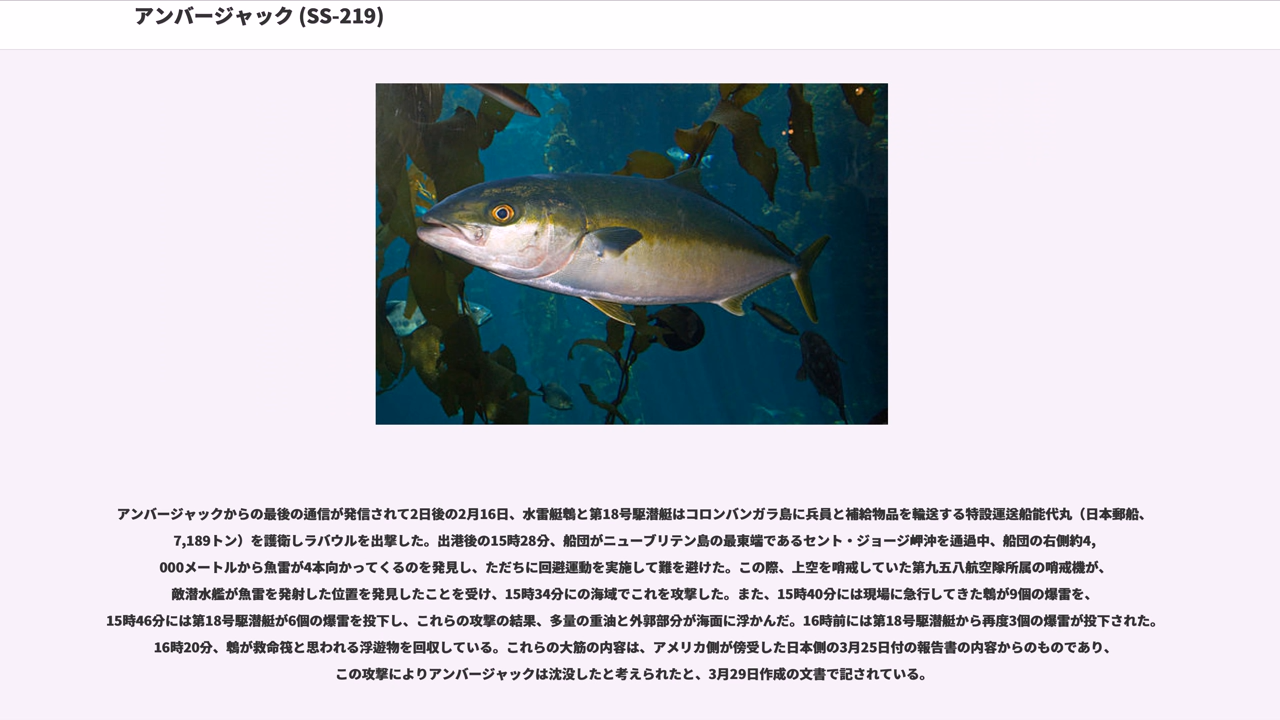 アンバージャック (SS-219)
アンバージャックからの最後の通信が発信されて2日後の2月16日、水雷艇鵯と第18号駆潜艇はコロンバンガラ島に兵員と補給物品を輸送する特設運送船能代丸（日本郵船、
7,189トン）を護衛しラバウルを出撃した。出港後の15時28分、船団がニューブリテン島の最東端であるセント・ジョージ岬沖を通過中、船団の右側約4,
000メートルから魚雷が4本向かってくるのを発見し、ただちに回避運動を実施して難を避けた。この際、上空を哨戒していた第九五八航空隊所属の哨戒機が、
敵潜水艦が魚雷を発射した位置を発見したことを受け、15時34分にの海域でこれを攻撃した。また、15時40分には現場に急行してきた鵯が9個の爆雷を、
15時46分には第18号駆潜艇が6個の爆雷を投下し、これらの攻撃の結果、多量の重油と外郭部分が海面に浮かんだ。16時前には第18号駆潜艇から再度3個の爆雷が投下された。
16時20分、鵯が救命筏と思われる浮遊物を回収している。これらの大筋の内容は、アメリカ側が傍受した日本側の3月25日付の報告書の内容からのものであり、
この攻撃によりアンバージャックは沈没したと考えられたと、3月29日作成の文書で記されている。